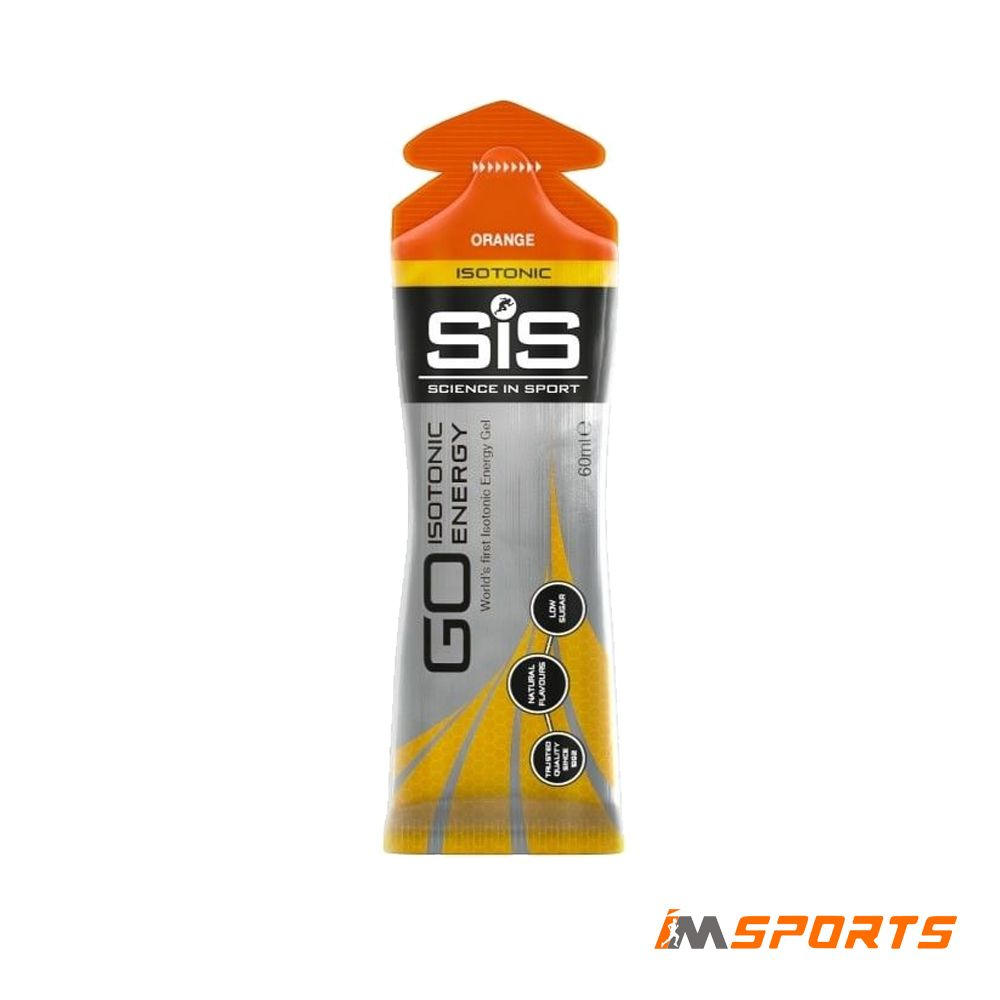 ORANGE
ISOTONIC
SiS
SCIENCE IN SPORT
GO
ISOTONIC
ENERGY
World's first Isotonic Energy Gel
60ml e
LOW
SUGAR
NATURAL
FLAVOURS
TRUSTED
QUALITY
SINCE
1992
iMSPORTS